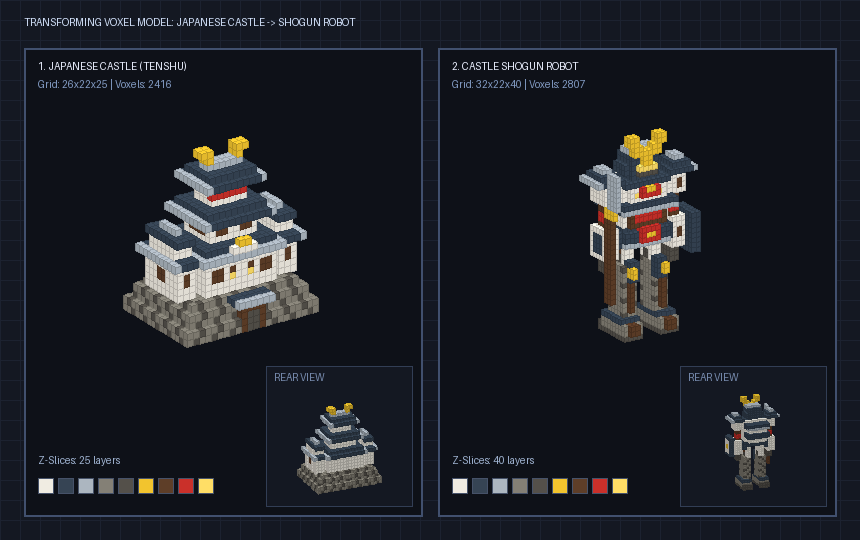 TRANSFORMING VOXEL MODEL: JAPANESE CASTLE -> SHOGUN ROBOT
1. JAPANESE CASTLE (TENSHU)
Grid: 26x22x25 | Voxels: 2416
REAR VIEW
Z-Slices: 25 layers
2. CASTLE SHOGUN ROBOT
Grid: 32x22x40 | Voxels: 2807
REAR VIEW
Z-Slices: 40 layers